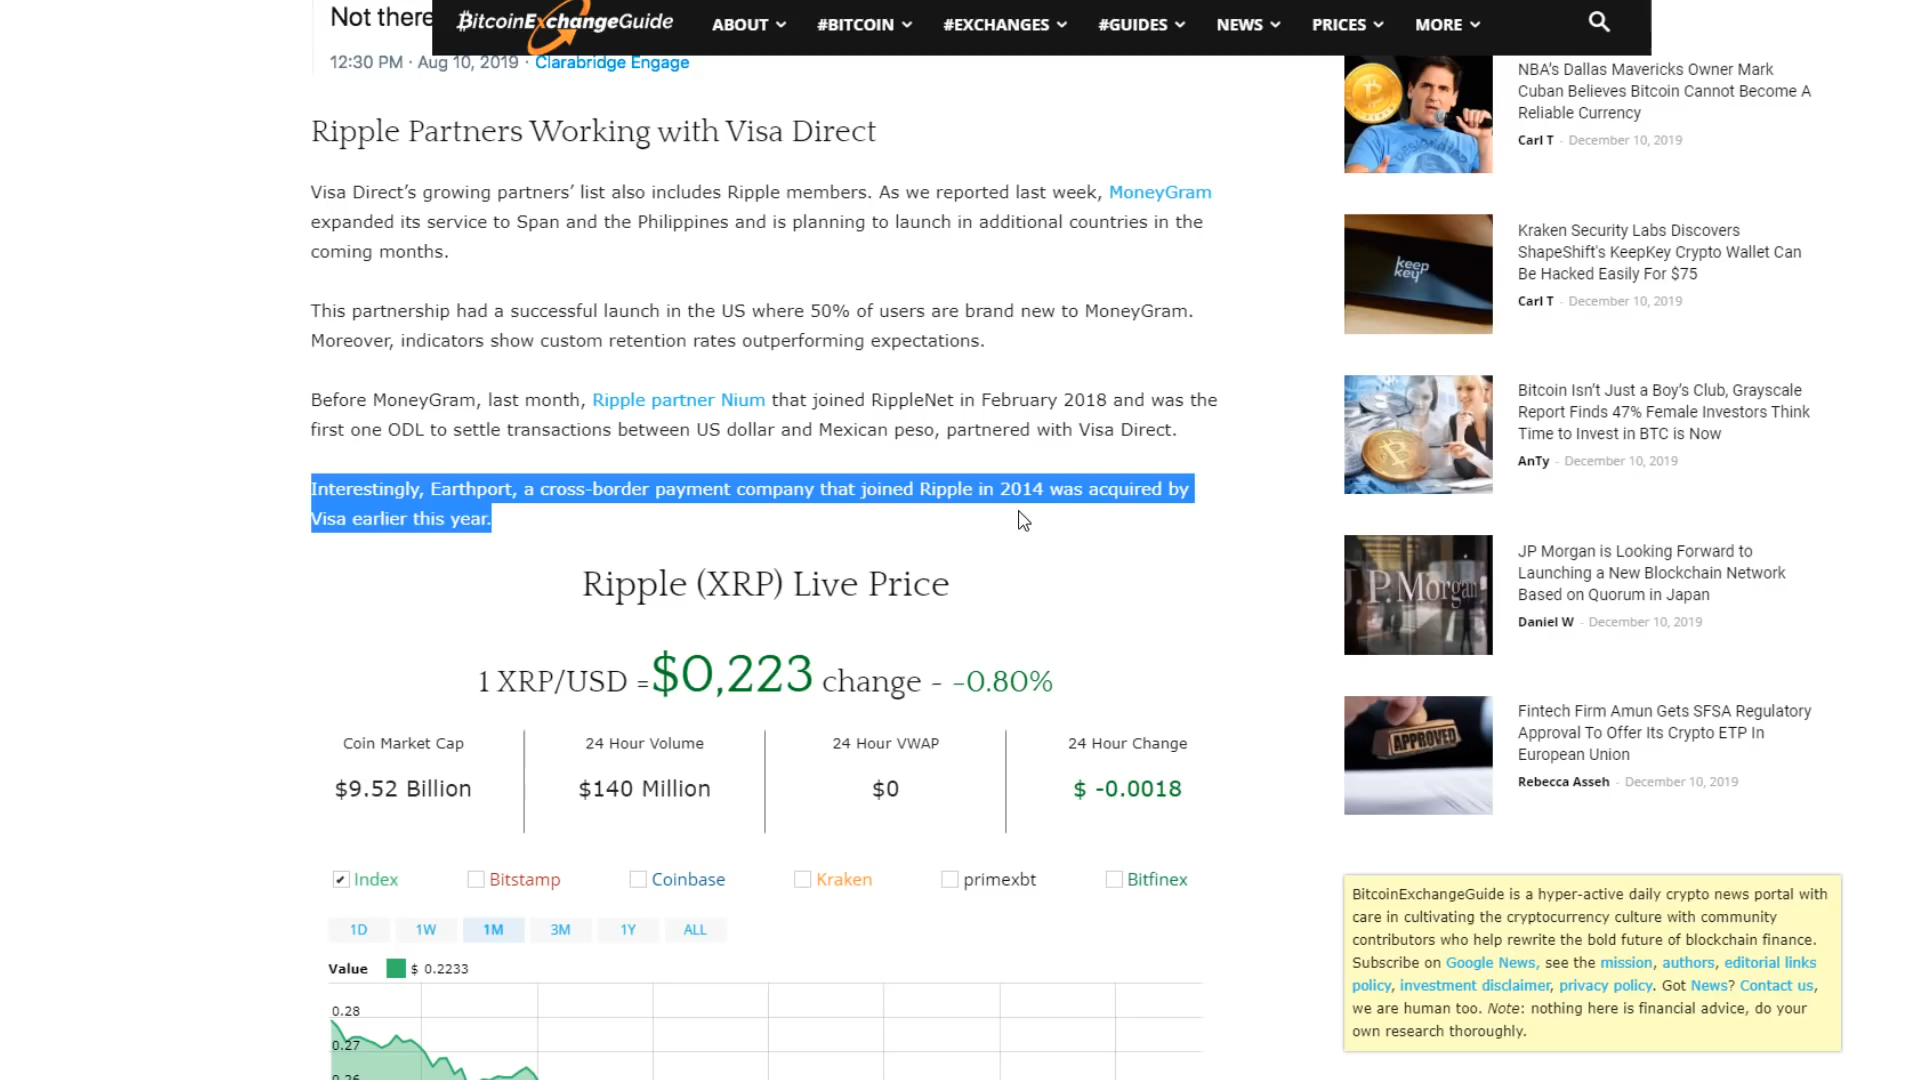 Not there
BitcoinExchangeGuide
ABOUT
#BITCOIN
#EXCHANGES
#GUIDES
NEWS
PRICES
MORE
12:30 PM · Aug 10, 2019 · Clarabridge Engage
Ripple Partners Working with Visa Direct
Visa Direct’s growing partners’ list also includes Ripple members. As we reported last week, MoneyGram
expanded its service to Span and the Philippines and is planning to launch in additional countries in the
coming months.
This partnership had a successful launch in the US where 50% of users are brand new to MoneyGram.
Moreover, indicators show custom retention rates outperforming expectations.
Before MoneyGram, last month, Ripple partner Nium that joined RippleNet in February 2018 and was the
first one ODL to settle transactions between US dollar and Mexican peso, partnered with Visa Direct.
Interestingly, Earthport, a cross-border payment company that joined Ripple in 2014 was acquired by
Visa earlier this year.
Ripple (XRP) Live Price
1 XRP/USD =$0,223 change - -0.80%
Coin Market Cap
$9.52 Billion
24 Hour Volume
$140 Million
24 Hour VWAP
$0
24 Hour Change
$ -0.0018
Index
Bitstamp
Coinbase
Kraken
primexbt
Bitfinex
1D
1W
1M
3M
1Y
ALL
Value $ 0.2233
0.28
0.27
0.26
NBA’s Dallas Mavericks Owner Mark
Cuban Believes Bitcoin Cannot Become A
Reliable Currency
Carl T - December 10, 2019
keep
key
Kraken Security Labs Discovers
ShapeShift's KeepKey Crypto Wallet Can
Be Hacked Easily For $75
Carl T - December 10, 2019
Bitcoin Isn’t Just a Boy’s Club, Grayscale
Report Finds 47% Female Investors Think
Time to Invest in BTC is Now
AnTy - December 10, 2019
J.P.Morgan
JP Morgan is Looking Forward to
Launching a New Blockchain Network
Based on Quorum in Japan
Daniel W - December 10, 2019
APPROVED
Fintech Firm Amun Gets SFSA Regulatory
Approval To Offer Its Crypto ETP In
European Union
Rebecca Asseh - December 10, 2019
BitcoinExchangeGuide is a hyper-active daily crypto news portal with
care in cultivating the cryptocurrency culture with community
contributors who help rewrite the bold future of blockchain finance.
Subscribe on Google News, see the mission, authors, editorial links
policy, investment disclaimer, privacy policy. Got News? Contact us,
we are human too. Note: nothing here is financial advice, do your
own research thoroughly.